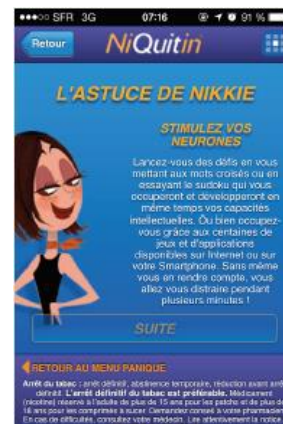 SFR 3G 07:16 91 %
Retour NiQuitin
L'ASTUCE DE NIKKIE
STIMULEZ VOS
NEURONES
Lancez-vous des défis en vous
mettant aux mots croisés ou en
essayant le sudoku qui vous
occuperont et développeront en
même temps vos capacités
intellectuelles. Ou bien occupez-
vous grâce aux centaines de
jeux et d'applications
disponibles sur Internet ou sur
votre Smartphone. Sans même
vous en rendre compte, vous
allez vous distraire pendant
plusieurs minutes !
SUITE
RETOUR AU MENU PANIQUE
Arrêt du tabac : arrêt définitif, abstinence temporaire, réduction avant arrêt
définitif. L'arrêt définitif du tabac est préférable. Médicament
(nicotine) réservé à l'adulte de plus de 15 ans pour les patchs et de plus de
18 ans pour les comprimés à sucer. Demandez conseil à votre pharmacien.
En cas de difficultés, consultez votre médecin. Lire attentivement la notice.